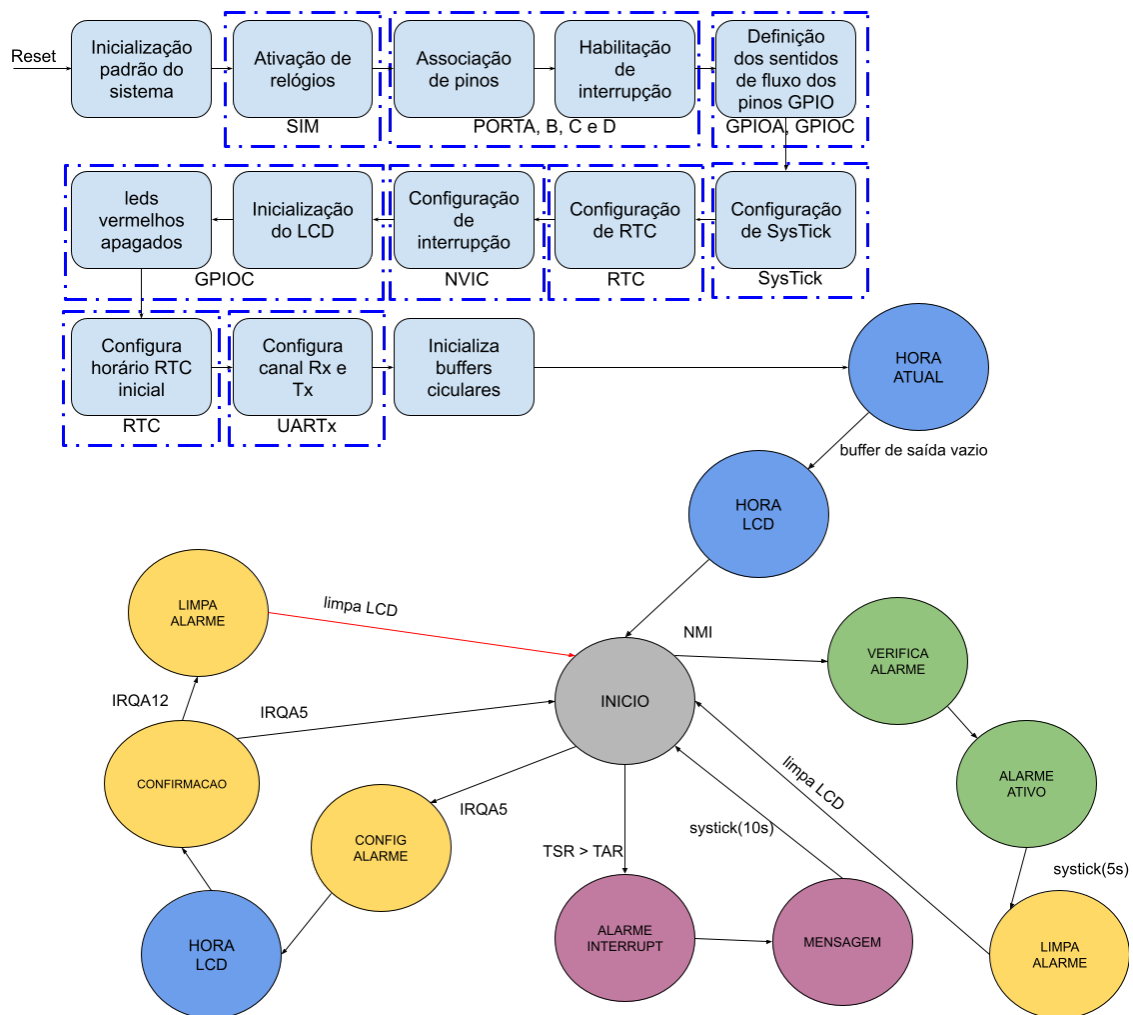 Reset
Inicialização
padrão do
sistema
Ativação de
relógios
SIM
Associação
de pinos
Habilitação
de
interrupção
PORTA, B, C e D
Definição
dos sentidos
de fluxo dos
pinos GPIO
GPIOA, GPIOC
leds
vermelhos
apagados
Inicialização
do LCD
GPIOC
Configuração
de
interrupção
NVIC
Configuração
de RTC
RTC
Configuração
de SysTick
SysTick
Configura
horário RTC
inicial
RTC
Configura
canal Rx e
Tx
UARTx
Inicializa
buffers
ciculares
HORA
ATUAL
buffer de saída vazio
HORA
LCD
LIMPA
ALARME
limpa LCD
NMI
VERIFICA
ALARME
IRQA12
IRQA5
INICIO
CONFIRMACAO
ALARME
ATIVO
limpa LCD
IRQA5
systick(10s)
CONFIG
ALARME
TSR > TAR
systick(5s)
HORA
LCD
ALARME
INTERRUPT
MENSAGEM
LIMPA
ALARME